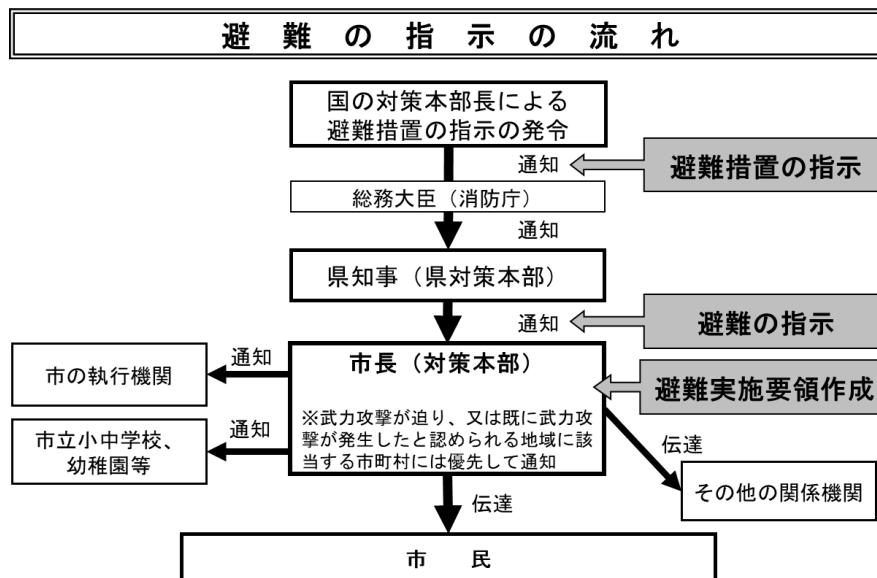 避難の指示の流れ
国の対策本部長による
避難措置の指示の発令
通知
避難措置の指示
総務大臣（消防庁）
通知
県知事（県対策本部）
通知
避難の指示
市の執行機関
通知
市長（対策本部）
避難実施要領作成
※武力攻撃が迫り、又は既に武力攻
撃が発生したと認められる地域に該
当する市町村には優先して通知
市立小中学校、
幼稚園等
通知
伝達
その他の関係機関
伝達
市民